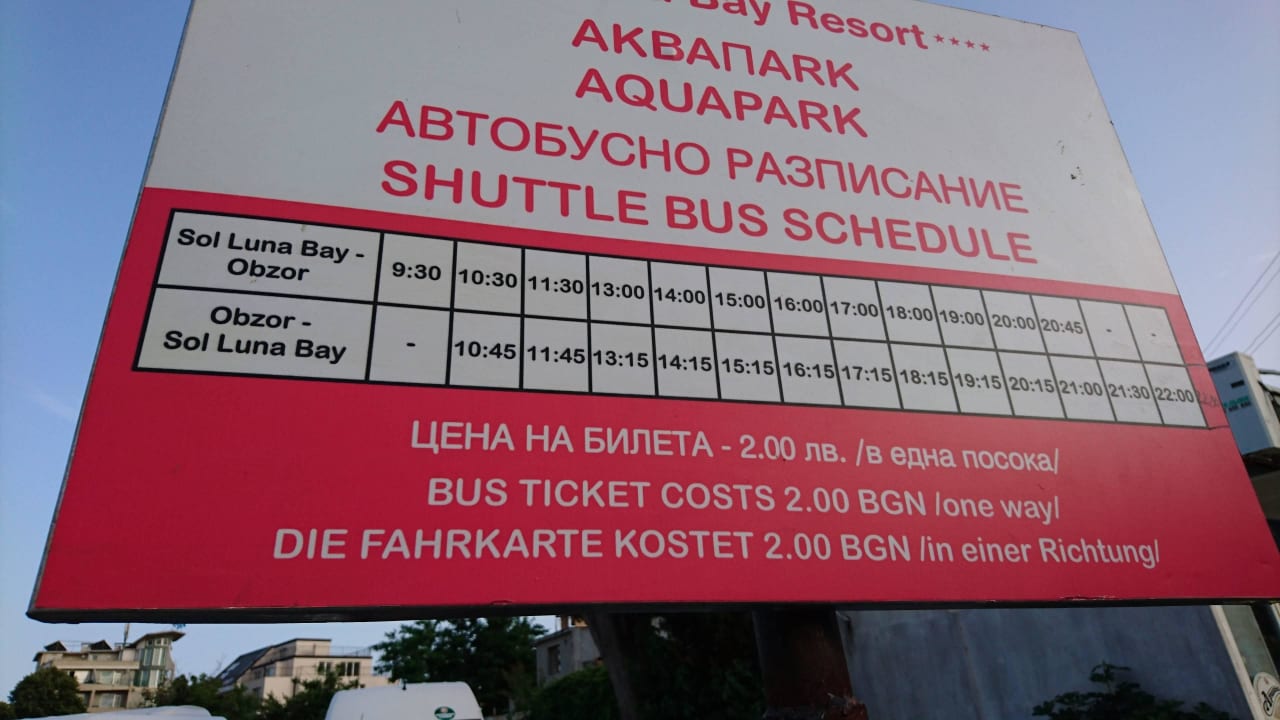 Bay Resort ****
АКВАПARK
AQUAPARK
АВТОБУСНО РАЗПИСАНИЕ
SHUTTLE BUS SCHEDULE
Sol Luna Bay - Obzor 9:30 10:30 11:30 13:00 14:00 15:00 16:00 17:00 18:00 19:00 20:00 20:45 - -
Obzor - Sol Luna Bay - 10:45 11:45 13:15 14:15 15:15 16:15 17:15 18:15 19:15 20:15 21:00 21:30 22:00
ЦЕНА НА БИЛЕТА - 2.00 лв. /в една посока/
BUS TICKET COSTS 2.00 BGN /one way/
DIE FAHRKARTE KOSTET 2.00 BGN /in einer Richtung/